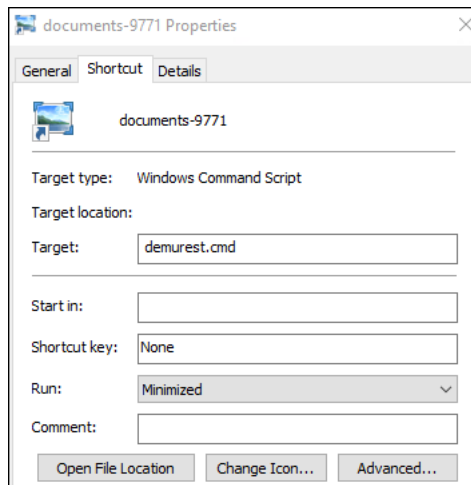 documents-9771 Properties
General Shortcut Details
documents-9771
Target type: Windows Command Script
Target location:
Target: demurest.cmd
Start in:
Shortcut key: None
Run: Minimized
Comment:
Open File Location Change Icon... Advanced...